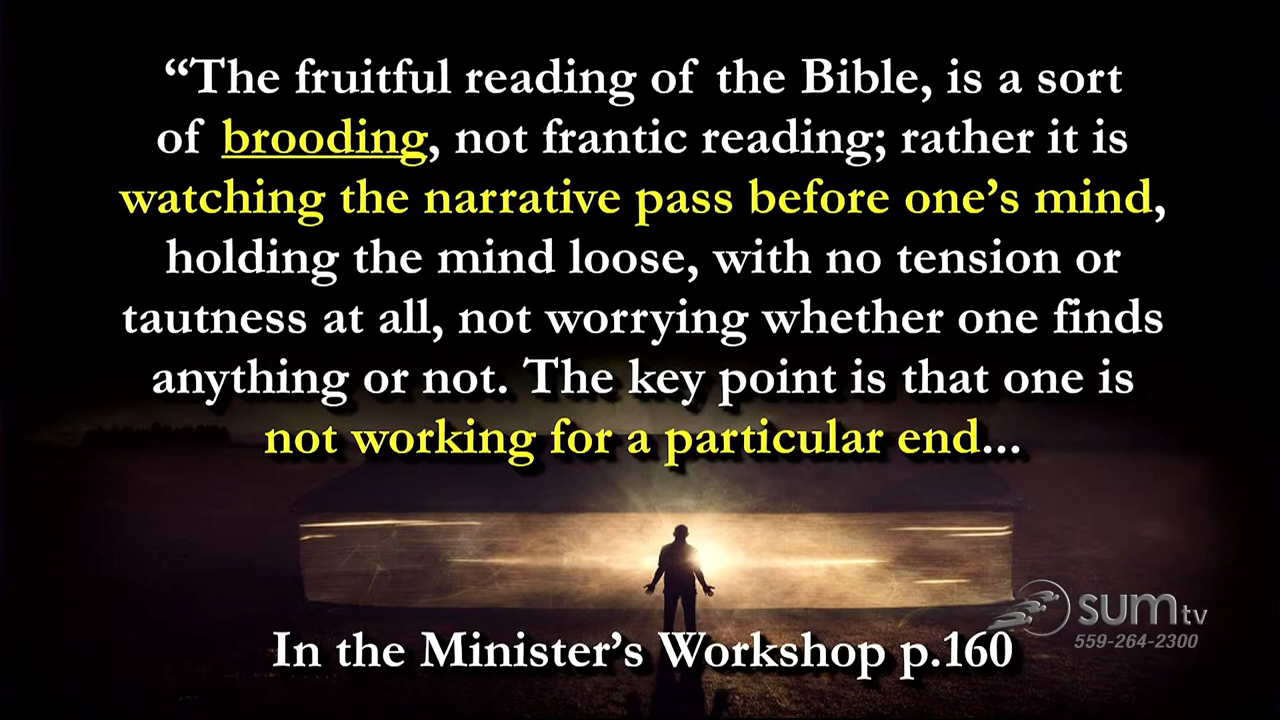 “The fruitful reading of the Bible, is a sort
of brooding, not frantic reading; rather it is
watching the narrative pass before one’s mind,
holding the mind loose, with no tension or
tautness at all, not worrying whether one finds
anything or not. The key point is that one is
not working for a particular end...
sumtv
559-264-2300
In the Minister’s Workshop p.160